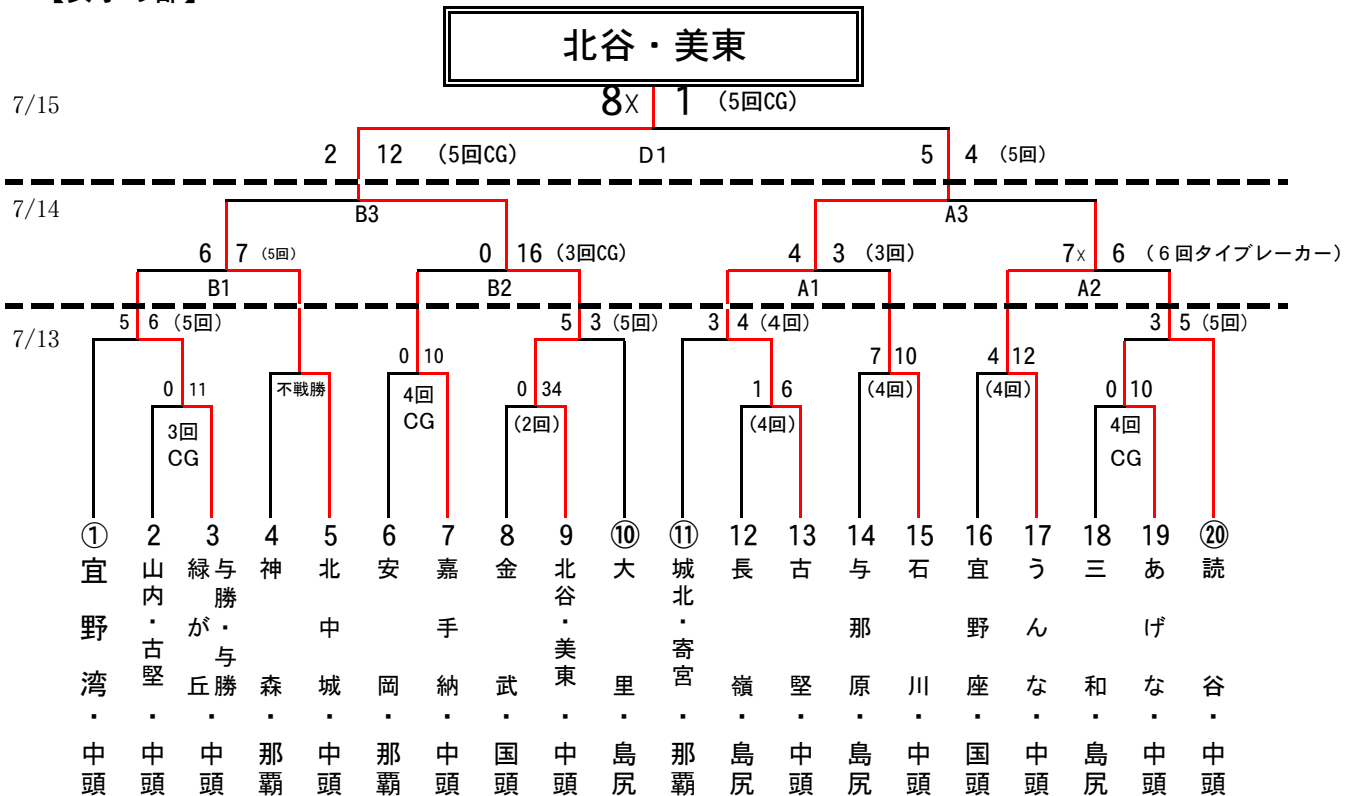 北谷・美東
7/15
8x 1 (5回CG)
2 12 (5回CG) D1 5 4 (5回)
7/14
B3 A3
6 7 (5回) 0 16 (3回CG) 4 3 (3回) 7x 6 (6回タイブレーカー)
B1 B2 A1 A2
7/13
5 6 (5回) 5 3 (5回) 3 4 (4回) 3 5 (5回)
0 10 7 10 4 12
0 11 不戦勝 4回CG 0 34 1 6 (4回) (4回) 0 10
3回CG (2回) (4回) 4回CG
① 2 3 4 5 6 7 8 9 ⑩ ⑪ 12 13 14 15 16 17 18 19 ⑳
宜野湾・中頭
山内・古堅・中頭
与勝・与勝緑が丘・中頭
神森・那覇
北中城・中頭
安岡・那覇
嘉手納・中頭
金武・国頭
北谷・美東・中頭
大里・島尻
城北・寄宮・那覇
長嶺・島尻
古堅・中頭
与那原・島尻
石川・中頭
宜野座・国頭
うんな・中頭
三和・島尻
あげな・中頭
読谷・中頭